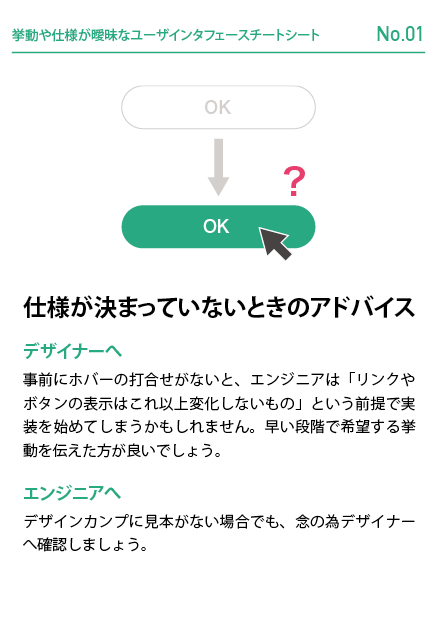 挙動や仕様が曖昧なユーザインタフェースチートシート
No.01
OK
?
OK
仕様が決まっていないときのアドバイス
デザイナーへ
事前にホバーの打合せがないと、エンジニアは「リンクや
ボタンの表示はこれ以上変化しないもの」という前提で実
装を始めてしまうかもしれません。早い段階で希望する挙
動を伝えた方が良いでしょう。
エンジニアへ
デザインカンプに見本がない場合でも、念の為デザイナー
へ確認しましょう。